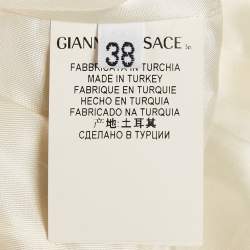 GIANN SACE
38
FABBRICATA IN TURCHIA
MADE IN TURKEY
FABRIQUE EN TURQUIE
HECHO EN TURQUIA
FABRICADO NA TURQUIA
产地:土耳其
СДЕЛАНО В ТУРЦИИ